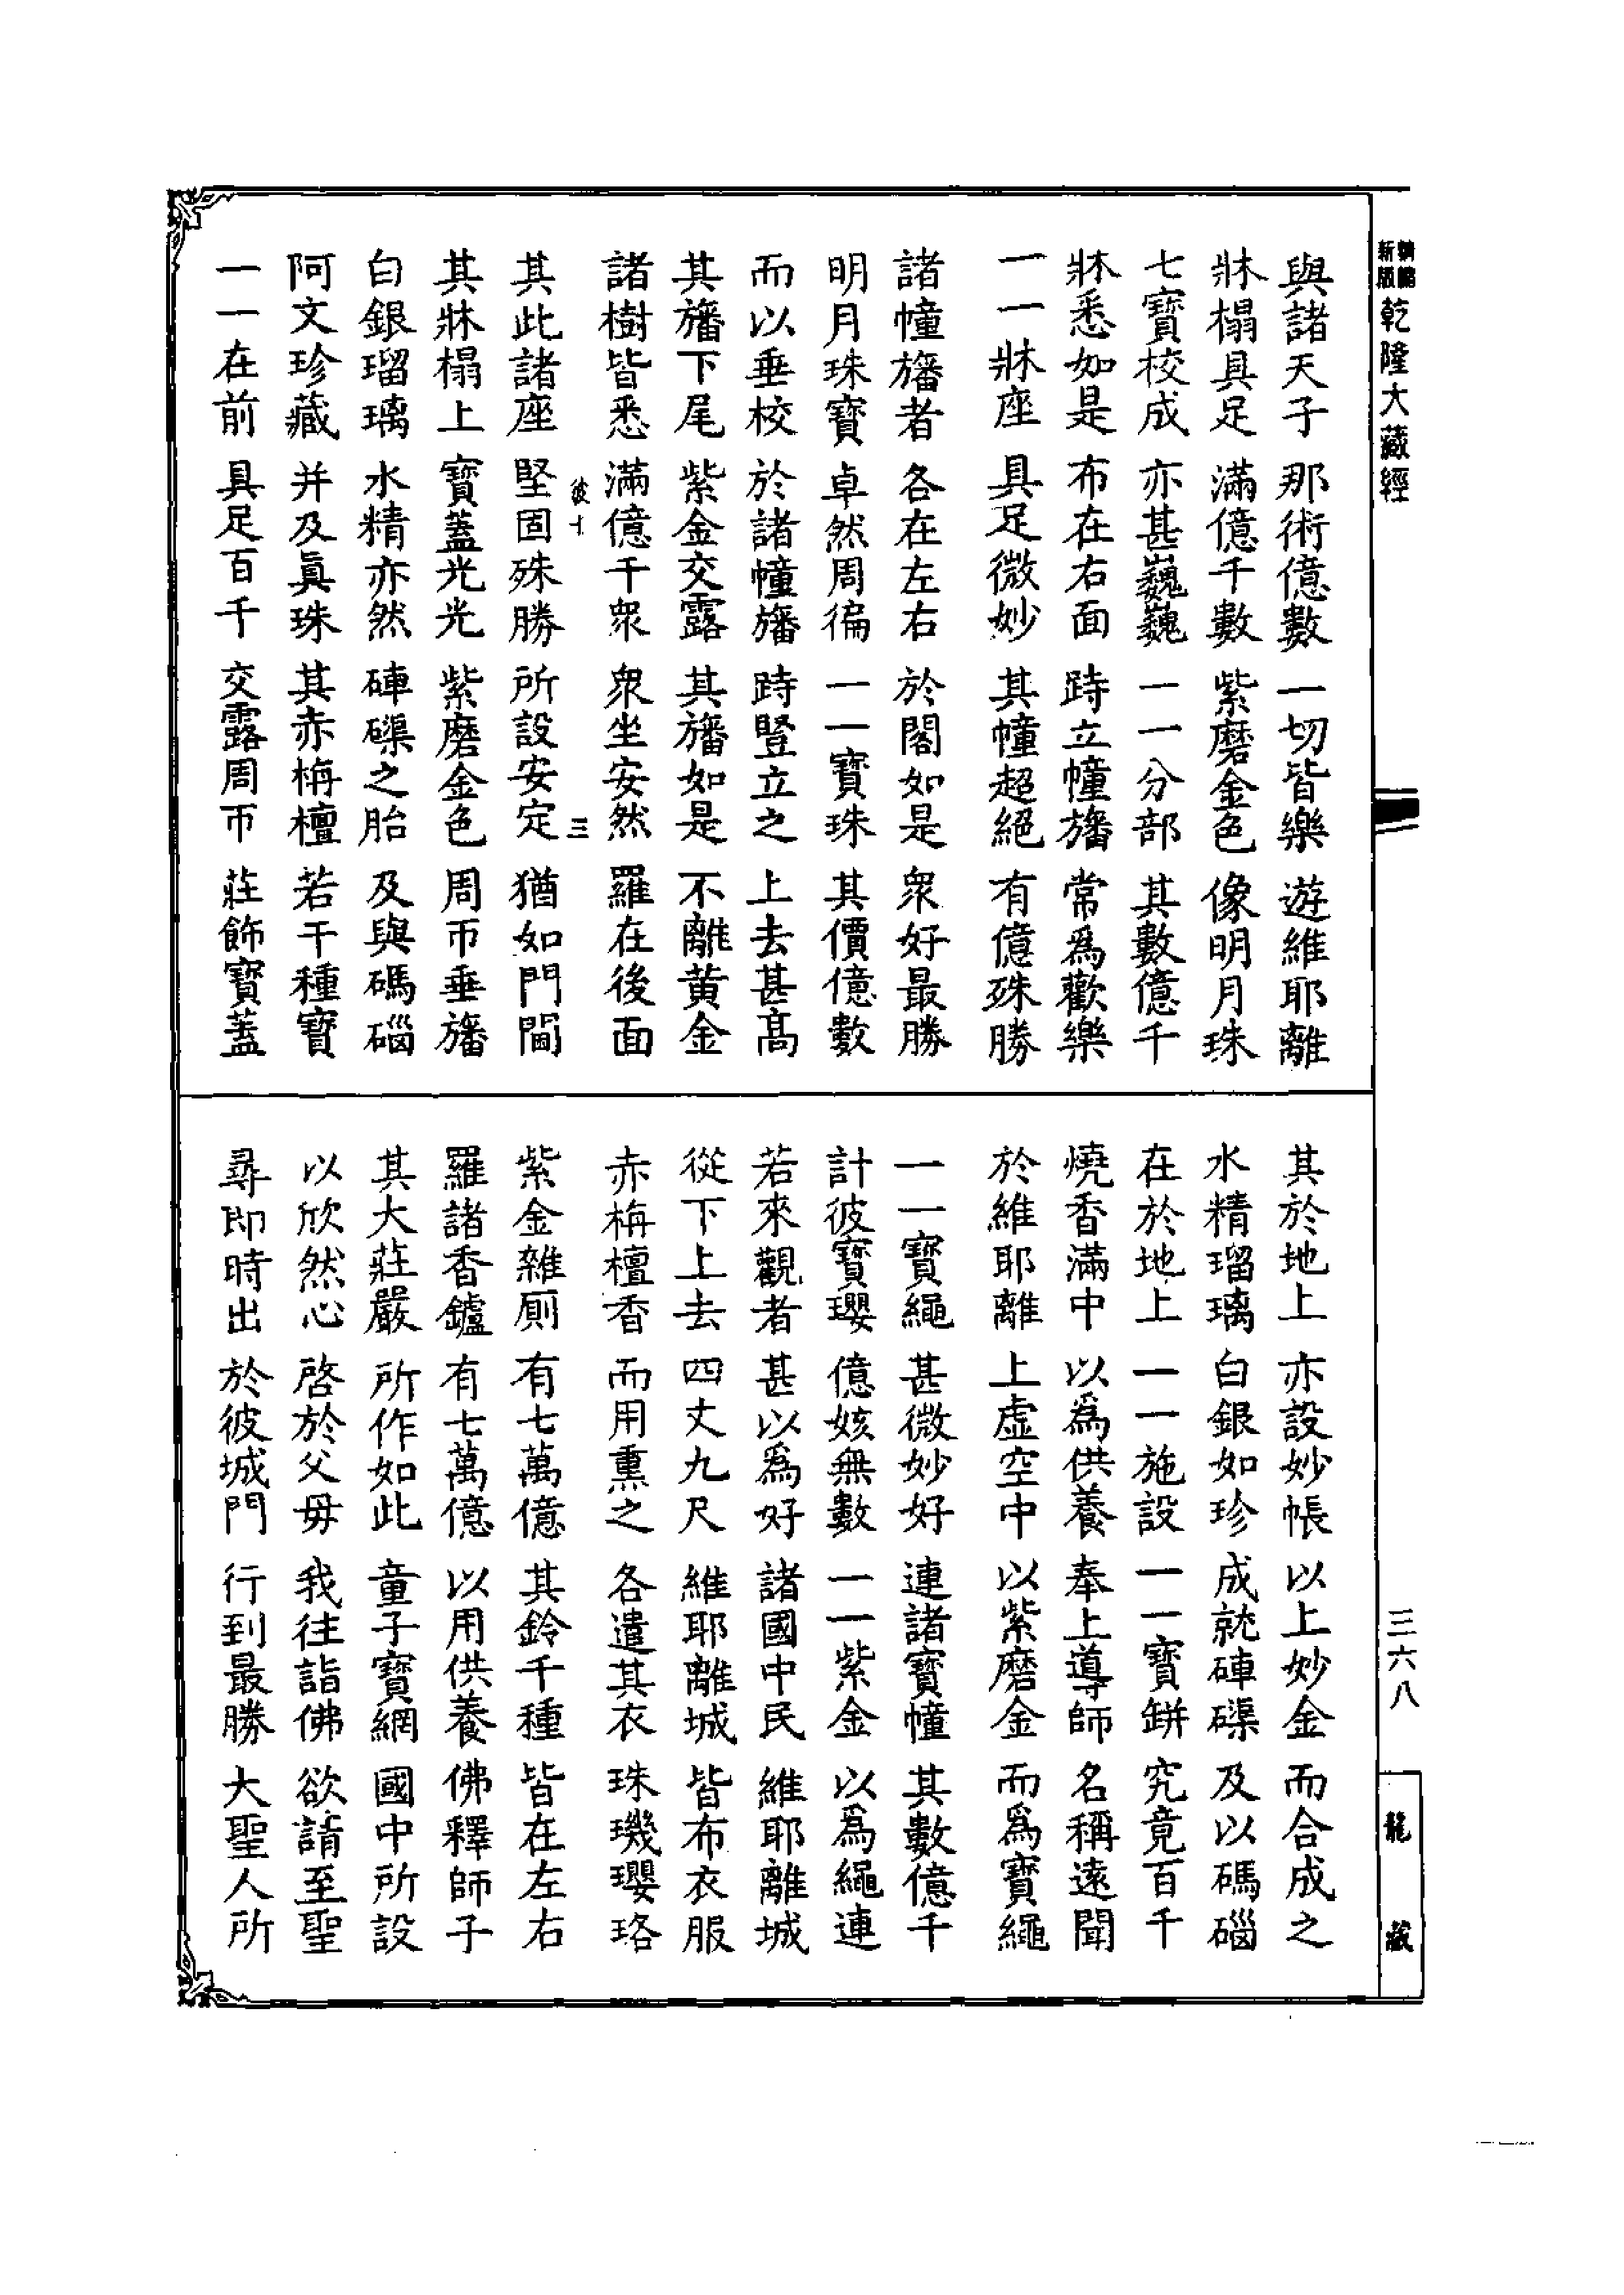 新編縮版乾隆大藏經
與諸天子　那術億數　一切皆樂　遊維耶離
牀榻具足　滿億千數　紫磨金色　像明月珠
七寶校成　亦甚巍巍　一一分部　其數億千
牀悉如是　布在右面　時立幢旛　常爲歡樂
一一牀座　具足微妙　其幢超絕　有億殊勝
諸幢旛者　各在左右　於閣如是　衆好最勝
明月珠寶　卓然周徧　一一寶珠　其價億數
而以垂校　於諸幢旛　時豎立之　上去甚高
其旛下尾　紫金交露　其旛如是　不離黃金
諸樹皆悉　滿億千衆　衆坐安然　羅在後面
彼十　三
其此諸座　堅固殊勝　所設安定　猶如門閫
其牀榻上　寶蓋光光　紫磨金色　周帀垂旛
白銀瑠璃　水精亦然　硨磲之胎　及與碼碯
阿文珍藏　并及眞珠　其赤栴檀　若干種寶
一一在前　具足百千　交露周帀　莊飾寶蓋
其於地上　亦設妙帳　以上妙金　而合成之
水精瑠璃　白銀如珍　成就硨磲　及以碼碯
在於地上　一一施設　一一寶缾　究竟百千
燒香滿中　以爲供養　奉上導師　名稱遠聞
於維耶離　上虛空中　以紫磨金　而爲寶繩
一一寶繩　甚微妙好　連諸寶幢　其數億千
計彼寶瓔　億姟無數　一一紫金　以爲繩連
若來觀者　甚以爲好　諸國中民　維耶離城
從下上去　四丈九尺　維耶離城　皆布衣服
赤栴檀香　而用熏之　各遣其衣　珠璣瓔珞
紫金雜廁　有七萬億　其鈴千種　皆在左右
羅諸香鑪　有七萬億　以用供養　佛釋師子
其大莊嚴　所作如此　童子寶網　國中所設
以欣然心　啓於父母　我往詣佛　欲請至聖
尋即時出　於彼城門　行到最勝　大聖人所
三六八
龍藏